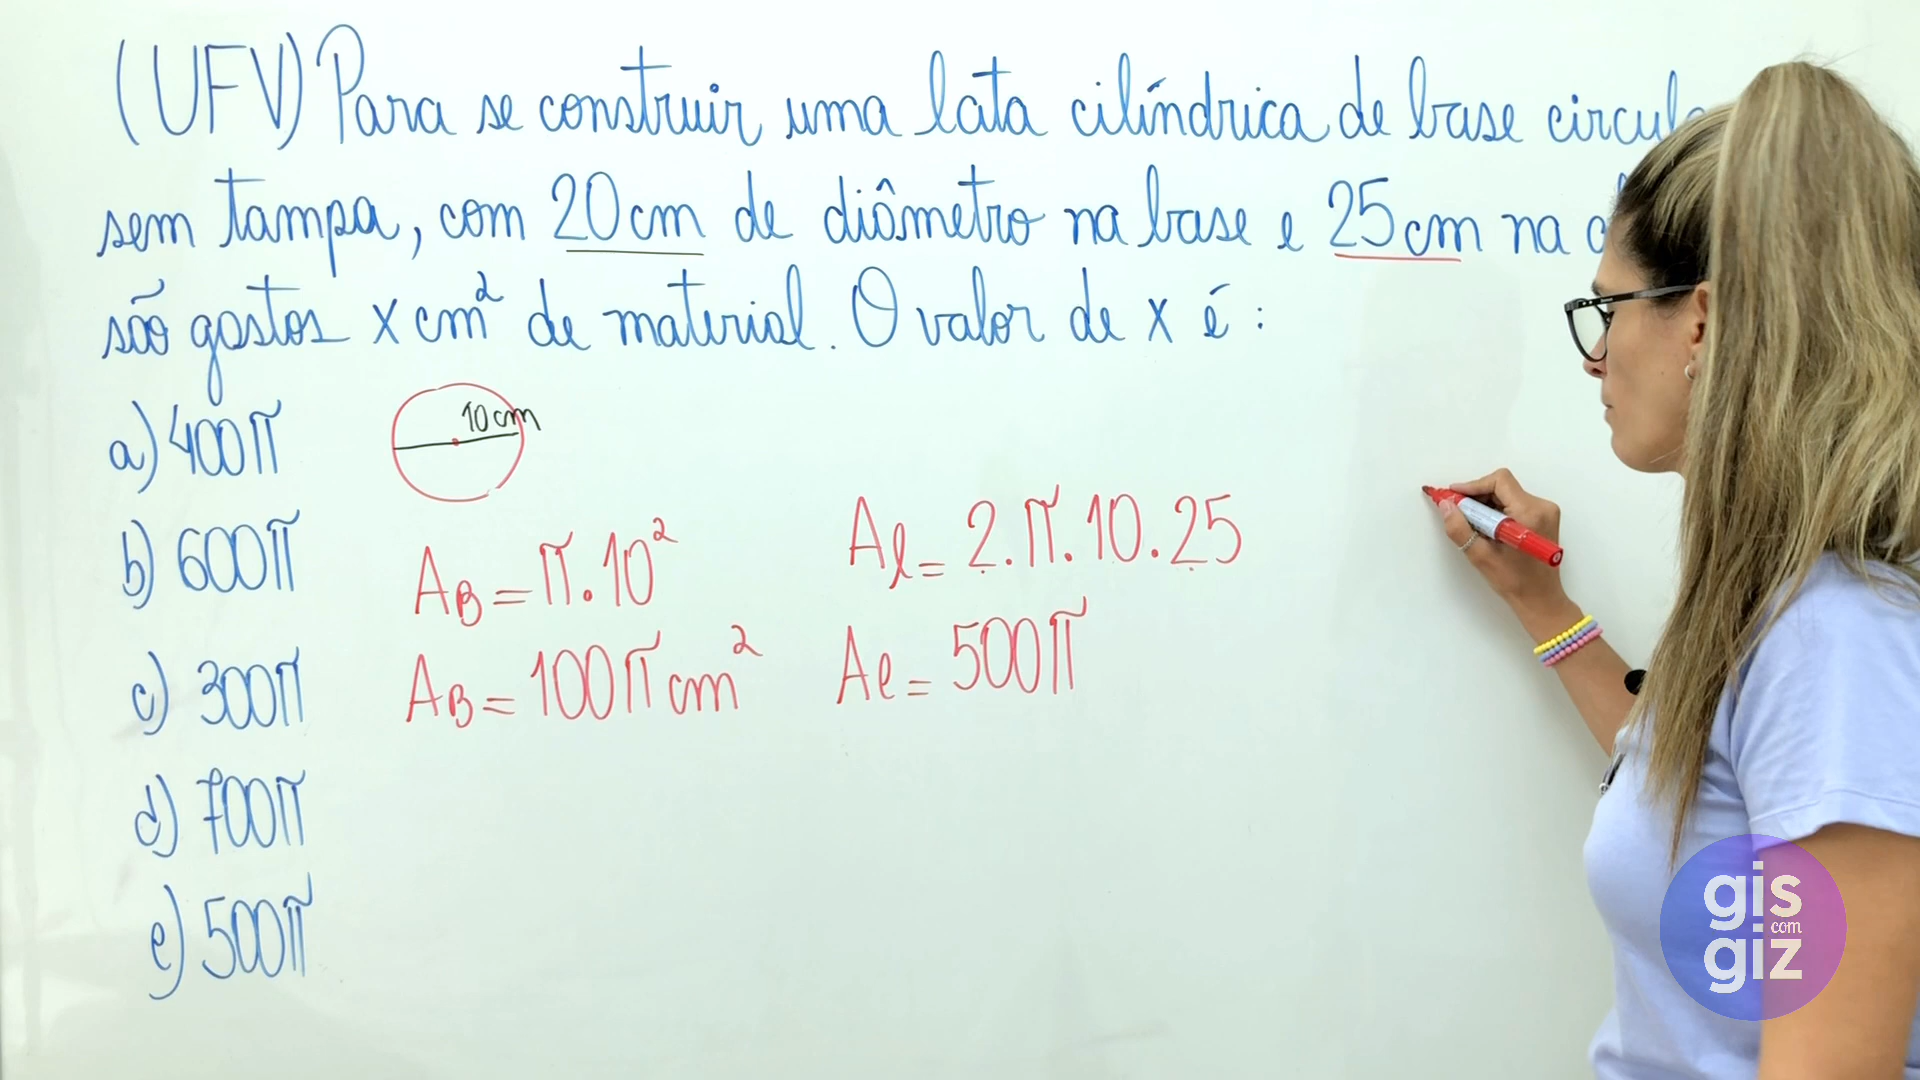 (UFV) Para se construir uma lata cilíndrica de base
sem tampa, com 20cm de diâmetro na base e 25cm na
são gastos x cm² de material. O valor de x é :
a) 400π
10cm
b) 600π
A_B = π . 10²
A_l = 2 . π . 10 . 25
c) 300π
A_B = 100π cm²
A_l = 500π
d) 700π
e) 500π
gis
com
giz